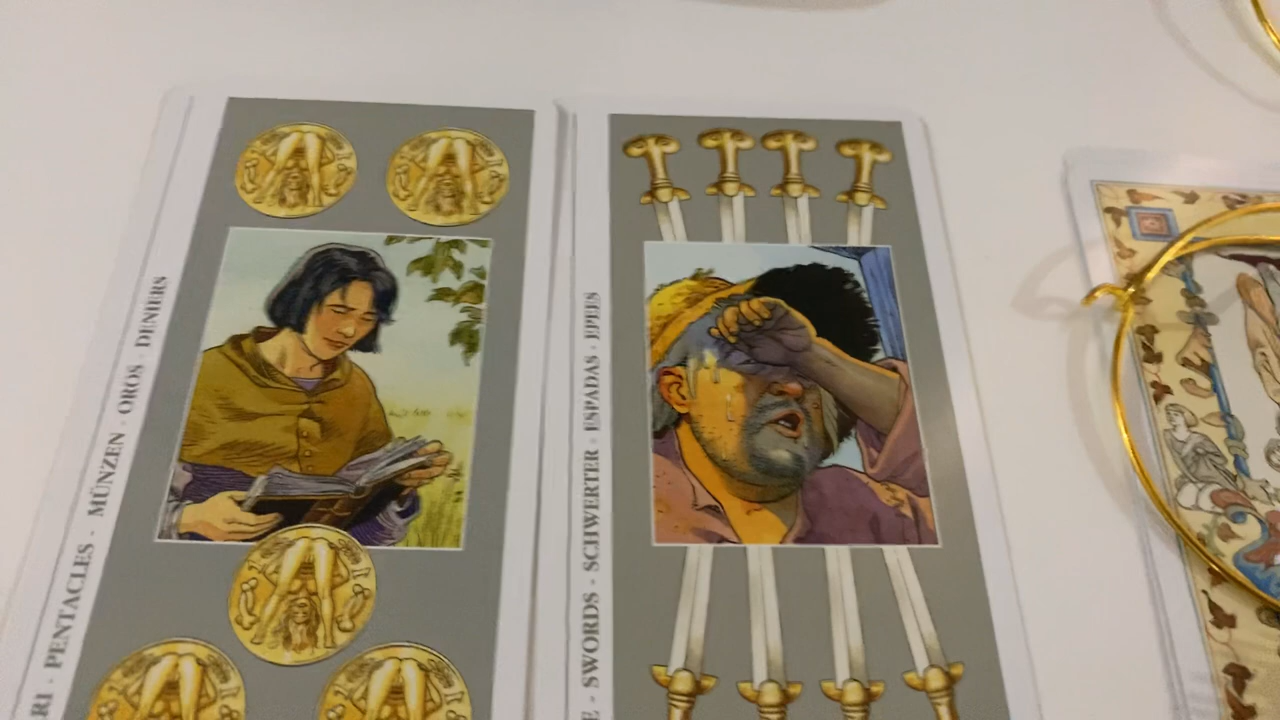 RI · PENTACLES - MÜNZEN · OROS · DENIERS
E - SWORDS - SCHWERTER - ESPADAS · EPEES